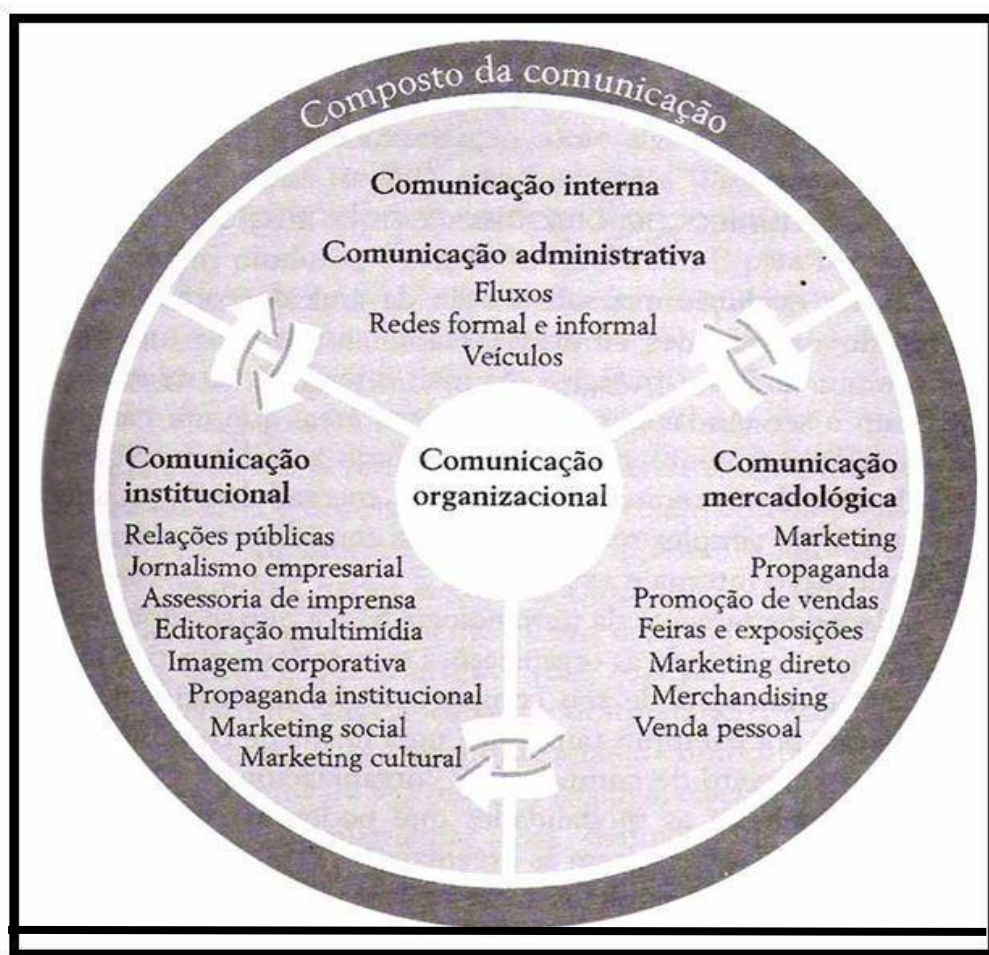 Composto da comunicação
Comunicação interna
Comunicação administrativa
Fluxos
Redes formal e informal
Veículos
Comunicação
organizacional
Comunicação
institucional
Relações públicas
Jornalismo empresarial
Assessoria de imprensa
Editoração multimídia
Imagem corporativa
Propaganda institucional
Marketing social
Marketing cultural
Comunicação
mercadológica
Marketing
Propaganda
Promoção de vendas
Feiras e exposições
Marketing direto
Merchandising
Venda pessoal